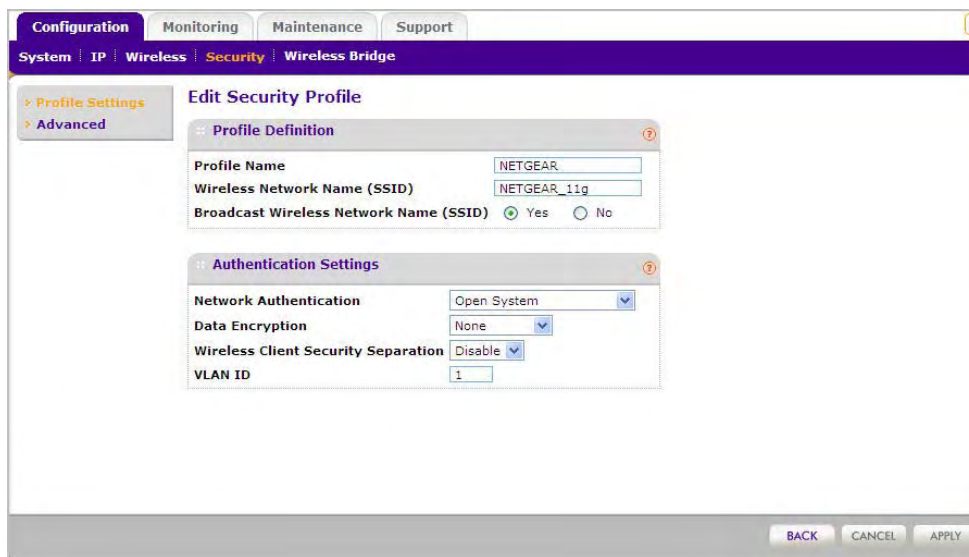 Configuration Monitoring Maintenance Support
System IP Wireless Security Wireless Bridge
Profile Settings
Advanced
Edit Security Profile
Profile Definition ?
Profile Name NETGEAR
Wireless Network Name (SSID) NETGEAR_11g
Broadcast Wireless Network Name (SSID) Yes No
Authentication Settings ?
Network Authentication Open System
Data Encryption None
Wireless Client Security Separation Disable
VLAN ID 1
BACK CANCEL APPLY